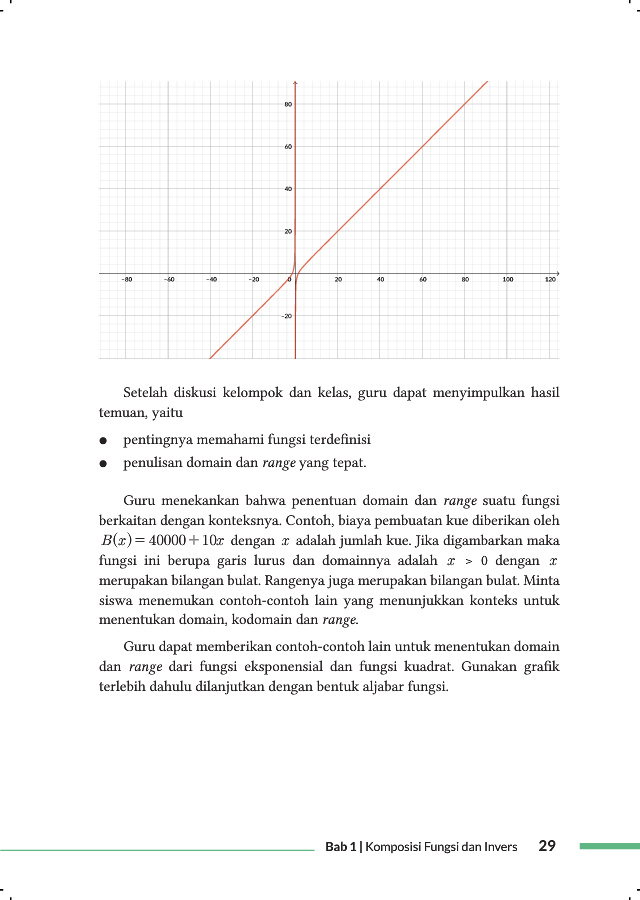 80
60
40
20
−80 −60 −40 −20 0 20 40 60 80 100 120
−20
Setelah diskusi kelompok dan kelas, guru dapat menyimpulkan hasil
temuan, yaitu
● pentingnya memahami fungsi terdefinisi
● penulisan domain dan range yang tepat.
Guru menekankan bahwa penentuan domain dan range suatu fungsi
berkaitan dengan konteksnya. Contoh, biaya pembuatan kue diberikan oleh
B(x) = 40000 + 10x dengan x adalah jumlah kue. Jika digambarkan maka
fungsi ini berupa garis lurus dan domainnya adalah x > 0 dengan x
merupakan bilangan bulat. Rangenya juga merupakan bilangan bulat. Minta
siswa menemukan contoh-contoh lain yang menunjukkan konteks untuk
menentukan domain, kodomain dan range.
Guru dapat memberikan contoh-contoh lain untuk menentukan domain
dan range dari fungsi eksponensial dan fungsi kuadrat. Gunakan grafik
terlebih dahulu dilanjutkan dengan bentuk aljabar fungsi.
Bab 1 | Komposisi Fungsi dan Invers 29